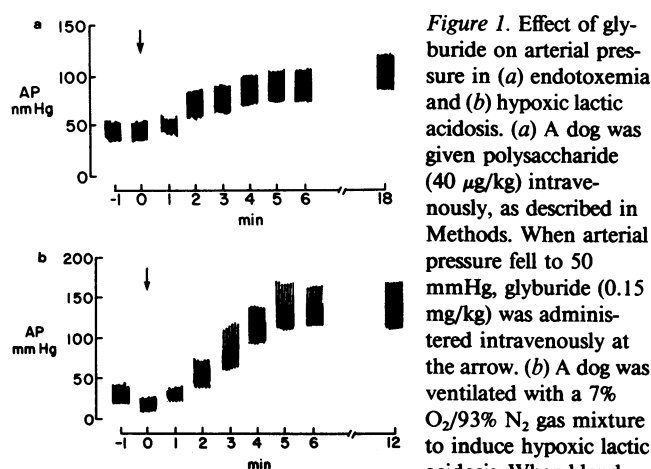 a
150
100
AP
mm Hg
50
0
-1 0 1 2 3 4 5 6 18
min
b
200
150
AP
mm Hg
100
50
0
-1 0 1 2 3 4 5 6 12
min
Figure 1. Effect of gly-
buride on arterial pres-
sure in (a) endotoxemia
and (b) hypoxic lactic
acidosis. (a) A dog was
given polysaccharide
(40 μg/kg) intrave-
nously, as described in
Methods. When arterial
pressure fell to 50
mmHg, glyburide (0.15
mg/kg) was adminis-
tered intravenously at
the arrow. (b) A dog was
ventilated with a 7%
O₂/93% N₂ gas mixture
to induce hypoxic lactic
acidosis. When blood